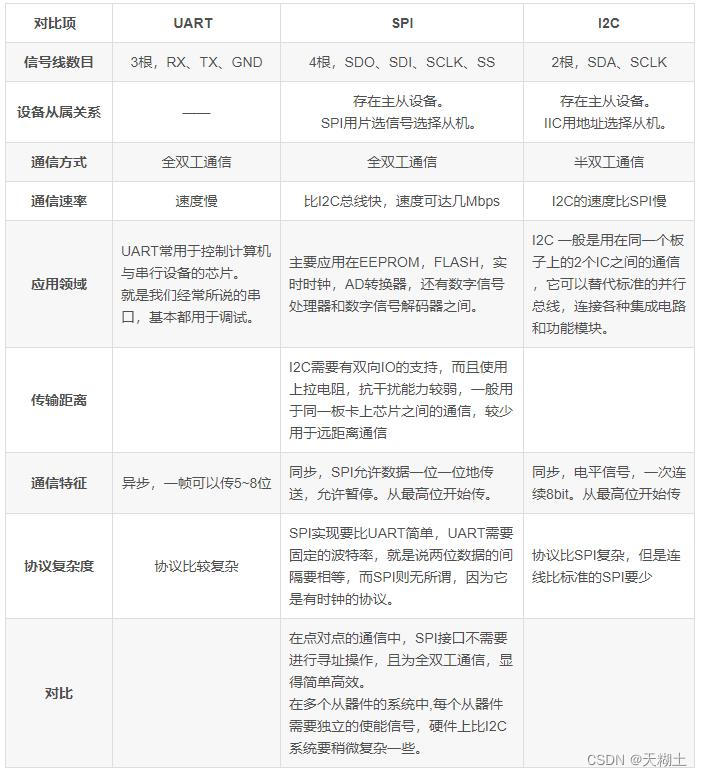 对比项
UART
SPI
I2C
信号线数目
3根，RX、TX、GND
4根，SDO、SDI、SCLK、SS
2根，SDA、SCLK
设备从属关系
——
存在主从设备。
SPI用片选信号选择从机。
存在主从设备。
IIC用地址选择从机。
通信方式
全双工通信
全双工通信
半双工通信
通信速率
速度慢
比I2C总线快，速度可达几Mbps
I2C的速度比SPI慢
应用领域
UART常用于控制计算机
与串行设备的芯片。
就是我们经常所说的串
口，基本都用于调试。
主要应用在EEPROM，FLASH，实
时时钟，AD转换器，还有数字信号
处理器和数字信号解码器之间。
I2C 一般是用在同一个板
子上的2个IC之间的通信
，它可以替代标准的并行
总线，连接各种集成电路
和功能模块。
传输距离
I2C需要有双向IO的支持，而且使用
上拉电阻，抗干扰能力较弱，一般用
于同一板卡上芯片之间的通信，较少
用于远距离通信
通信特征
异步，一帧可以传5~8位
同步，SPI允许数据一位一位地传
送，允许暂停。从最高位开始传。
同步，电平信号，一次连
续8bit。从最高位开始传
协议复杂度
协议比较复杂
SPI实现要比UART简单，UART需要
固定的波特率，就是说两位数据的间
隔要相等，而SPI则无所谓，因为它
是有时钟的协议。
协议比SPI复杂，但是连
线比标准的SPI要少
对比
在点对点的通信中，SPI接口不需要
进行寻址操作，且为全双工通信，显
得简单高效。
在多个从器件的系统中,每个从器件
需要独立的使能信号，硬件上比I2C
系统要稍微复杂一些。
CSDN @天糊土